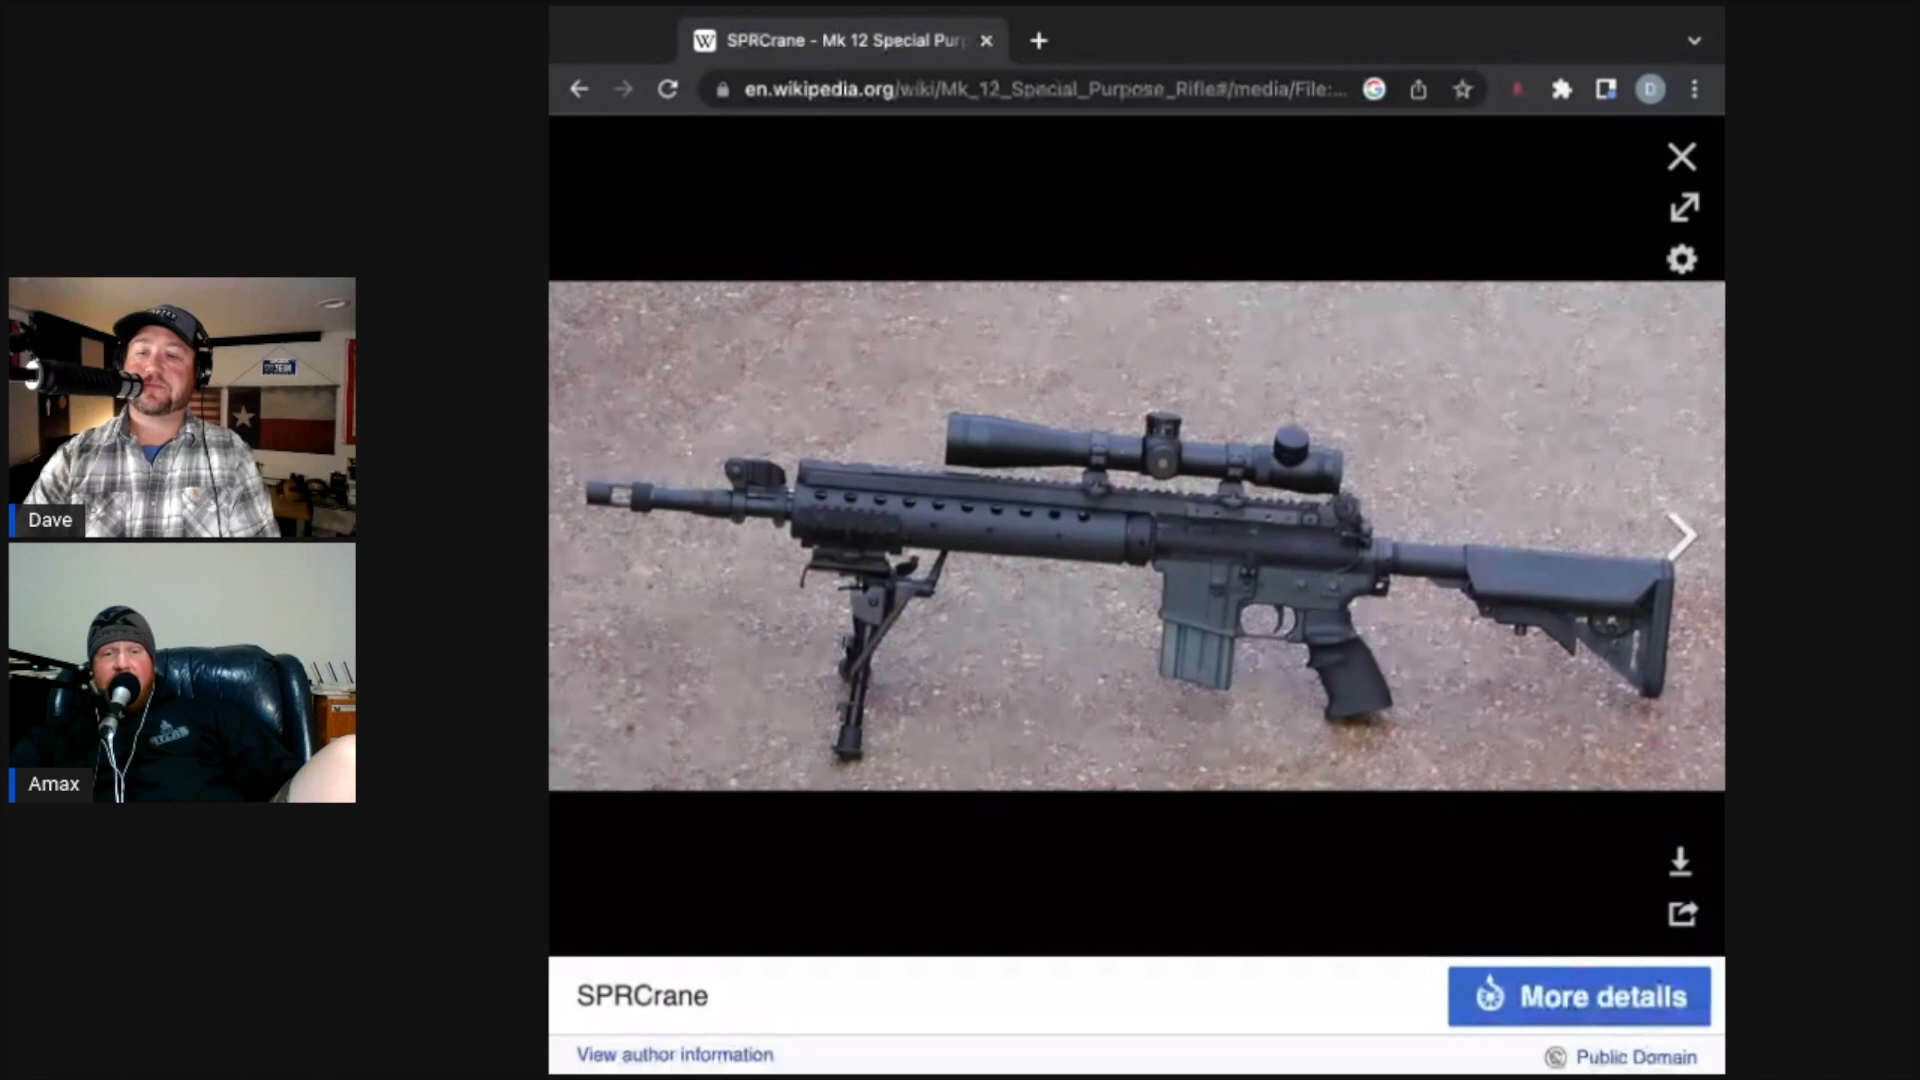 SPRCrane - Mk 12 Special Pur
en.wikipedia.org/wiki/Mk_12_Special_Purpose_Rifle#/media/File:...
D
Dave
Amax
SPRCrane
More details
View author information
Public Domain